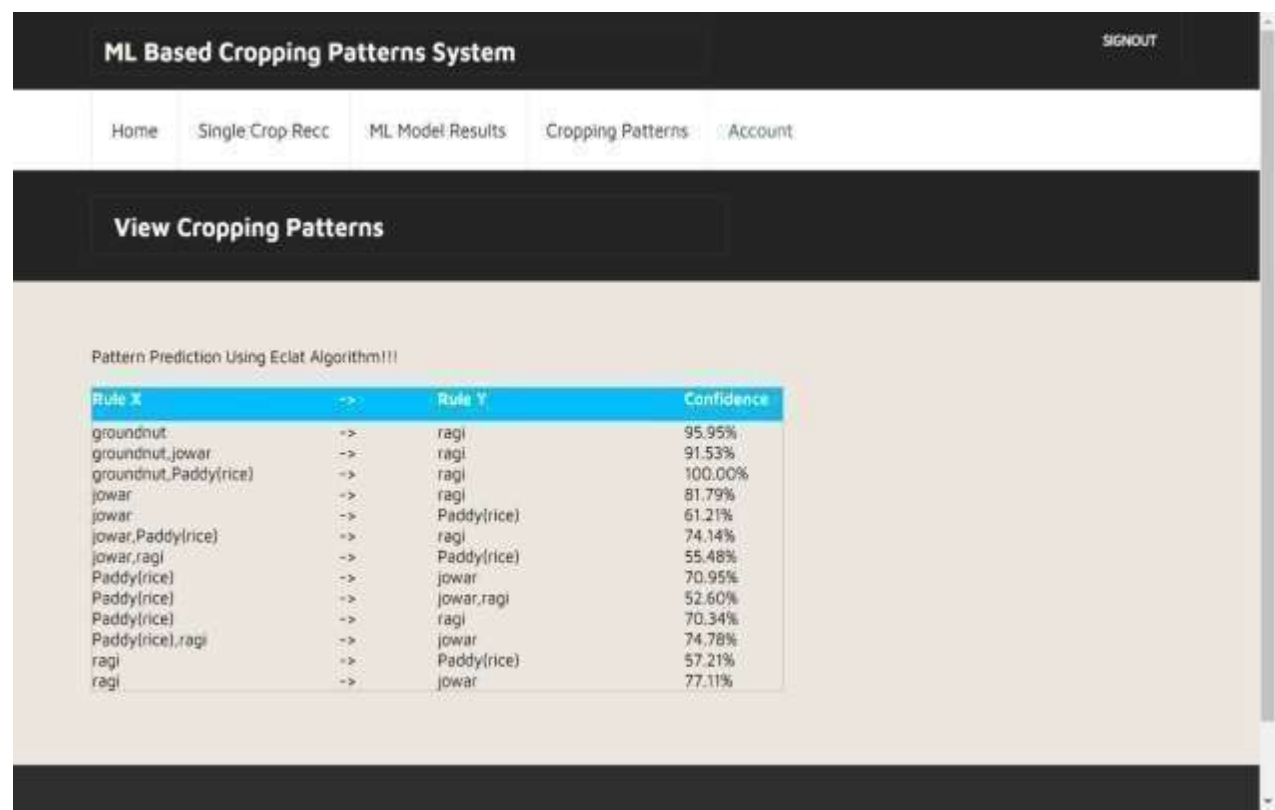 ML Based Cropping Patterns System
SIGNOUT
Home Single Crop Recc ML Model Results Cropping Patterns Account
View Cropping Patterns
Pattern Prediction Using Eclat Algorithm!!!
Rule X -> Rule Y Confidence
groundnut -> ragi 95.95%
groundnut,jowar -> ragi 91.53%
groundnut,Paddy(rice) -> ragi 100.00%
jowar -> ragi 81.79%
jowar -> Paddy(rice) 61.21%
jowar,Paddy(rice) -> ragi 74.14%
jowar,ragi -> Paddy(rice) 55.48%
Paddy(rice) -> jowar 70.95%
Paddy(rice) -> jowar,ragi 52.60%
Paddy(rice) -> ragi 70.34%
Paddy(rice),ragi -> jowar 74.78%
ragi -> Paddy(rice) 57.21%
ragi -> jowar 77.11%